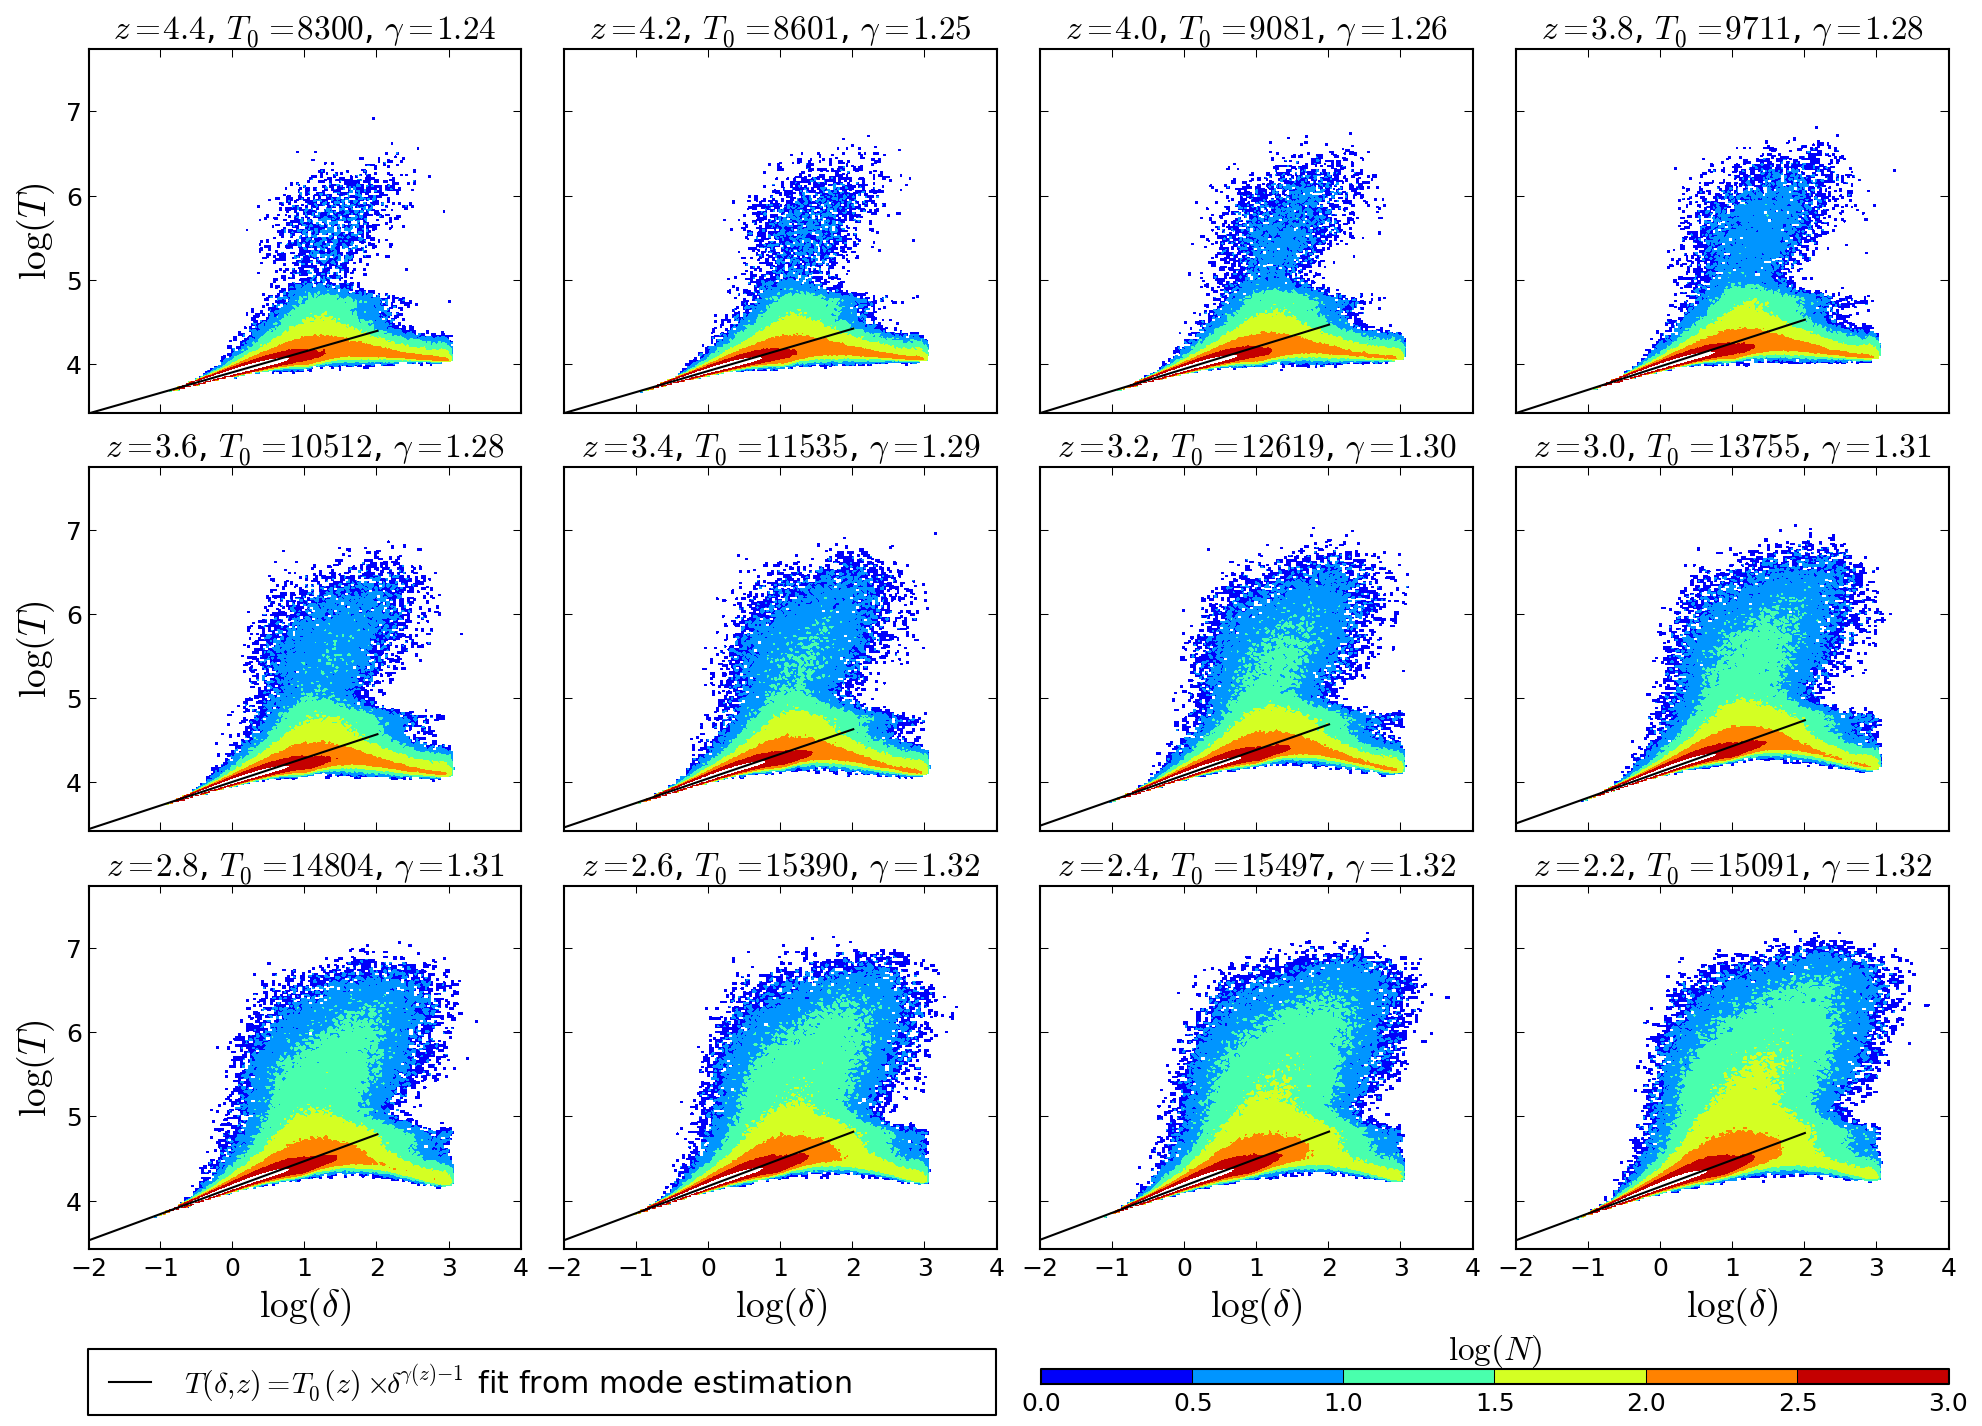 z=4.4, T₀=8300, γ=1.24
z=4.2, T₀=8601, γ=1.25
z=4.0, T₀=9081, γ=1.26
z=3.8, T₀=9711, γ=1.28
log(T)
7
6
5
4
z=3.6, T₀=10512, γ=1.28
z=3.4, T₀=11535, γ=1.29
z=3.2, T₀=12619, γ=1.30
z=3.0, T₀=13755, γ=1.31
log(T)
7
6
5
4
z=2.8, T₀=14804, γ=1.31
z=2.6, T₀=15390, γ=1.32
z=2.4, T₀=15497, γ=1.32
z=2.2, T₀=15091, γ=1.32
log(T)
7
6
5
4
−2 −1 0 1 2 3 4
−2 −1 0 1 2 3 4
−2 −1 0 1 2 3 4
−2 −1 0 1 2 3 4
log(δ)
log(δ)
log(δ)
log(δ)
T(δ,z)=T₀(z)×δ^γ(z)−1 fit from mode estimation
log(N)
0.0 0.5 1.0 1.5 2.0 2.5 3.0